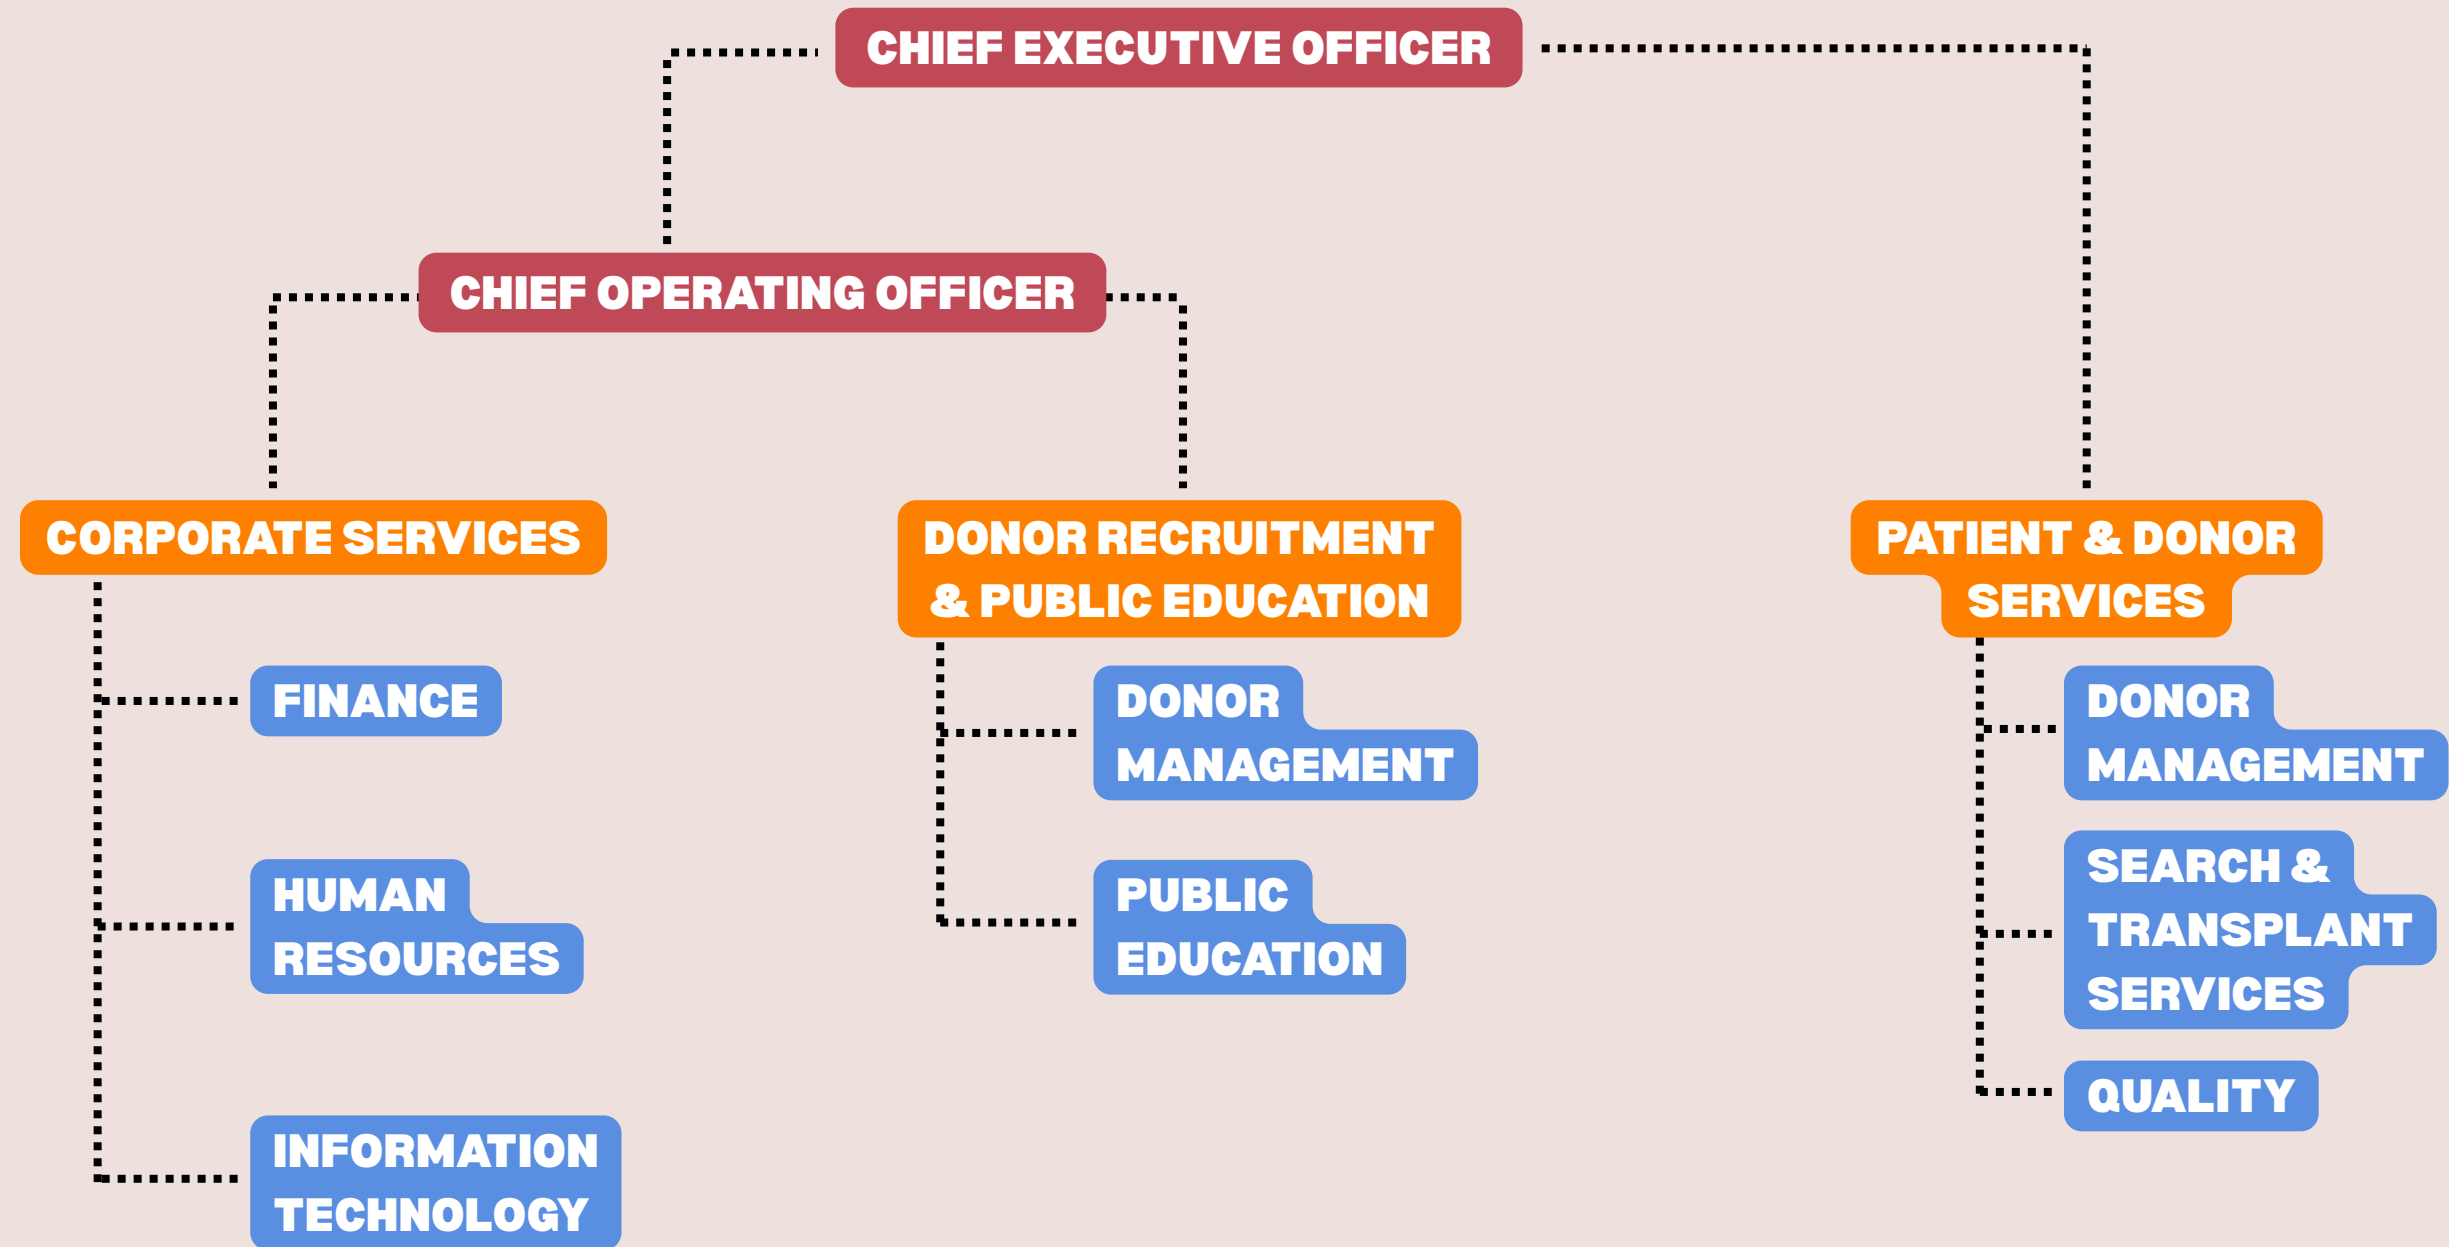 CHIEF EXECUTIVE OFFICER
CHIEF OPERATING OFFICER
CORPORATE SERVICES
FINANCE
HUMAN
RESOURCES
INFORMATION
TECHNOLOGY
DONOR RECRUITMENT
& PUBLIC EDUCATION
DONOR
MANAGEMENT
PUBLIC
EDUCATION
PATIENT & DONOR
SERVICES
DONOR
MANAGEMENT
SEARCH &
TRANSPLANT
SERVICES
QUALITY